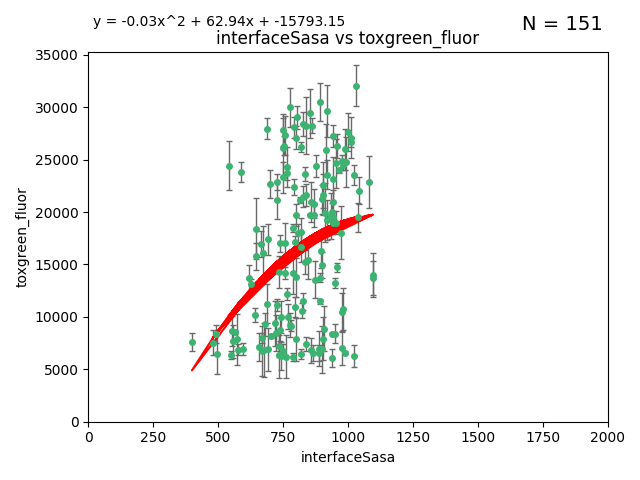 y = -0.03x^2 + 62.94x + -15793.15
N = 151
interfaceSasa vs toxgreen_fluor
35000
30000
25000
20000
15000
10000
5000
0
toxgreen_fluor
0 250 500 750 1000 1250 1500 1750 2000
interfaceSasa